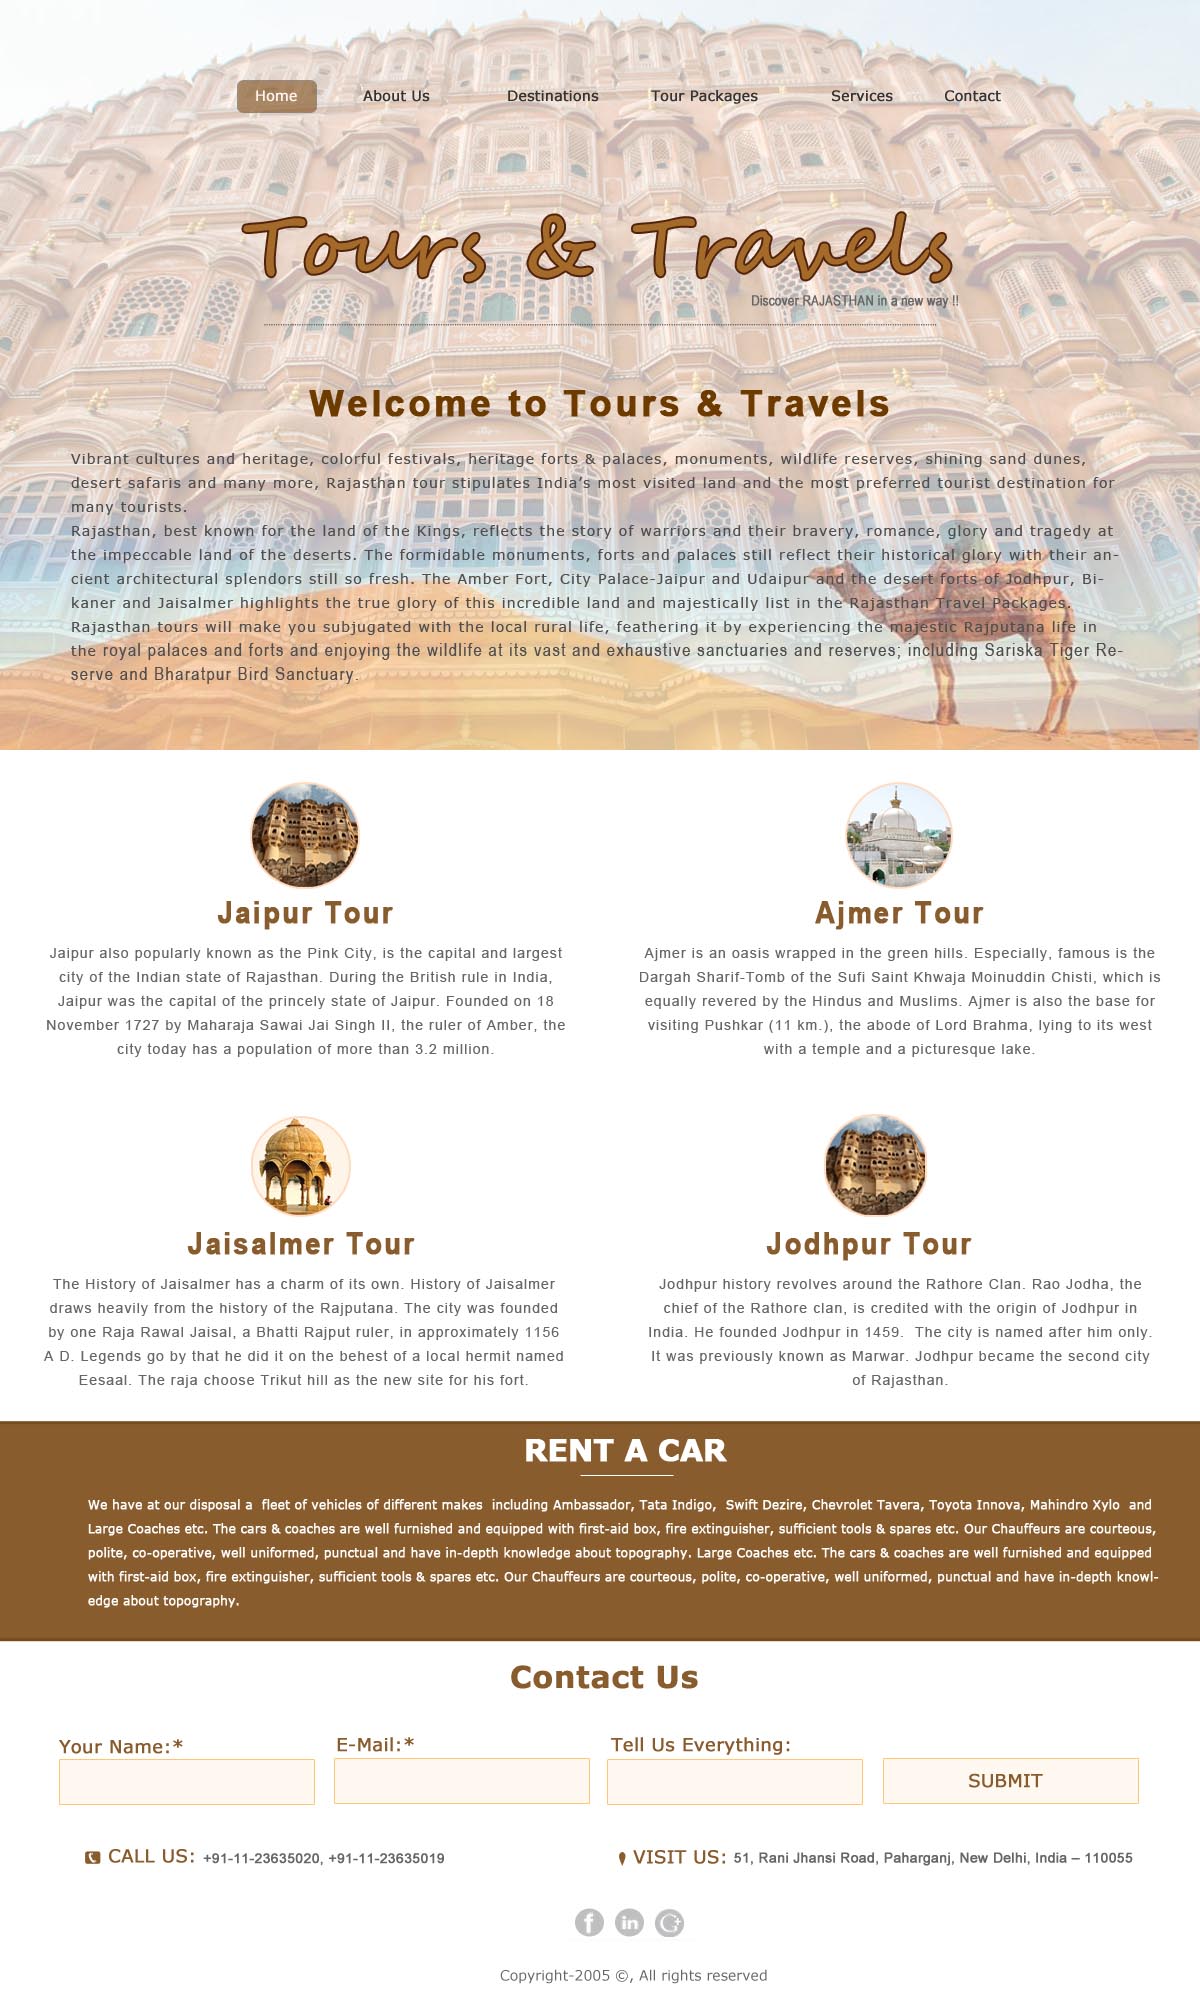 Home About Us Destinations Tour Packages Services Contact
Tours & Travels
Discover RAJASTHAN in a new way !!
Welcome to Tours & Travels
Vibrant cultures and heritage, colorful festivals, heritage forts & palaces, monuments, wildlife reserves, shining sand dunes,
desert safaris and many more, Rajasthan tour stipulates India’s most visited land and the most preferred tourist destination for
many tourists.
Rajasthan, best known for the land of the Kings, reflects the story of warriors and their bravery, romance, glory and tragedy at
the impeccable land of the deserts. The formidable monuments, forts and palaces still reflect their historical glory with their an-
cient architectural splendors still so fresh. The Amber Fort, City Palace-Jaipur and Udaipur and the desert forts of Jodhpur, Bi-
kaner and Jaisalmer highlights the true glory of this incredible land and majestically list in the Rajasthan Travel Packages.
Rajasthan tours will make you subjugated with the local rural life, feathering it by experiencing the majestic Rajputana life in
the royal palaces and forts and enjoying the wildlife at its vast and exhaustive sanctuaries and reserves; including Sariska Tiger Re-
serve and Bharatpur Bird Sanctuary.
Jaipur Tour
Jaipur also popularly known as the Pink City, is the capital and largest
city of the Indian state of Rajasthan. During the British rule in India,
Jaipur was the capital of the princely state of Jaipur. Founded on 18
November 1727 by Maharaja Sawai Jai Singh II, the ruler of Amber, the
city today has a population of more than 3.2 million.
Ajmer Tour
Ajmer is an oasis wrapped in the green hills. Especially, famous is the
Dargah Sharif-Tomb of the Sufi Saint Khwaja Moinuddin Chisti, which is
equally revered by the Hindus and Muslims. Ajmer is also the base for
visiting Pushkar (11 km.), the abode of Lord Brahma, lying to its west
with a temple and a picturesque lake.
Jaisalmer Tour
The History of Jaisalmer has a charm of its own. History of Jaisalmer
draws heavily from the history of the Rajputana. The city was founded
by one Raja Rawal Jaisal, a Bhatti Rajput ruler, in approximately 1156
A D. Legends go by that he did it on the behest of a local hermit named
Eesaal. The raja choose Trikut hill as the new site for his fort.
Jodhpur Tour
Jodhpur history revolves around the Rathore Clan. Rao Jodha, the
chief of the Rathore clan, is credited with the origin of Jodhpur in
India. He founded Jodhpur in 1459.  The city is named after him only.
It was previously known as Marwar. Jodhpur became the second city
of Rajasthan.
RENT A CAR
We have at our disposal a  fleet of vehicles of different makes  including Ambassador, Tata Indigo,  Swift Dezire, Chevrolet Tavera, Toyota Innova, Mahindro Xylo  and
Large Coaches etc. The cars & coaches are well furnished and equipped with first-aid box, fire extinguisher, sufficient tools & spares etc. Our Chauffeurs are courteous,
polite, co-operative, well uniformed, punctual and have in-depth knowledge about topography. Large Coaches etc. The cars & coaches are well furnished and equipped
with first-aid box, fire extinguisher, sufficient tools & spares etc. Our Chauffeurs are courteous, polite, co-operative, well uniformed, punctual and have in-depth knowl-
edge about topography.
Contact Us
Your Name:* E-Mail:* Tell Us Everything:
SUBMIT
CALL US: +91-11-23635020, +91-11-23635019
VISIT US: 51, Rani Jhansi Road, Paharganj, New Delhi, India – 110055
f in G+
Copyright-2005 ©, All rights reserved